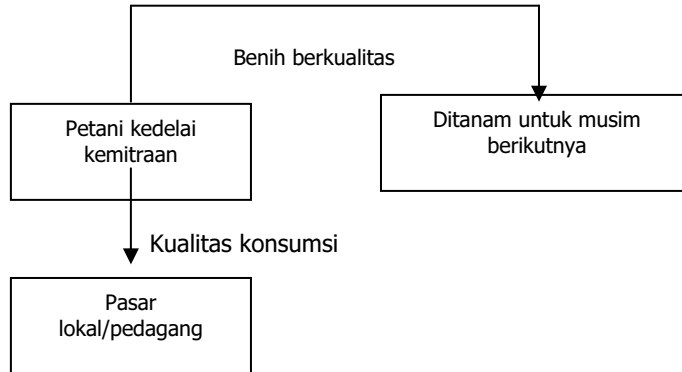 Benih berkualitas
Petani kedelai
kemitraan
Ditanam untuk musim
berikutnya
Kualitas konsumsi
Pasar
lokal/pedagang